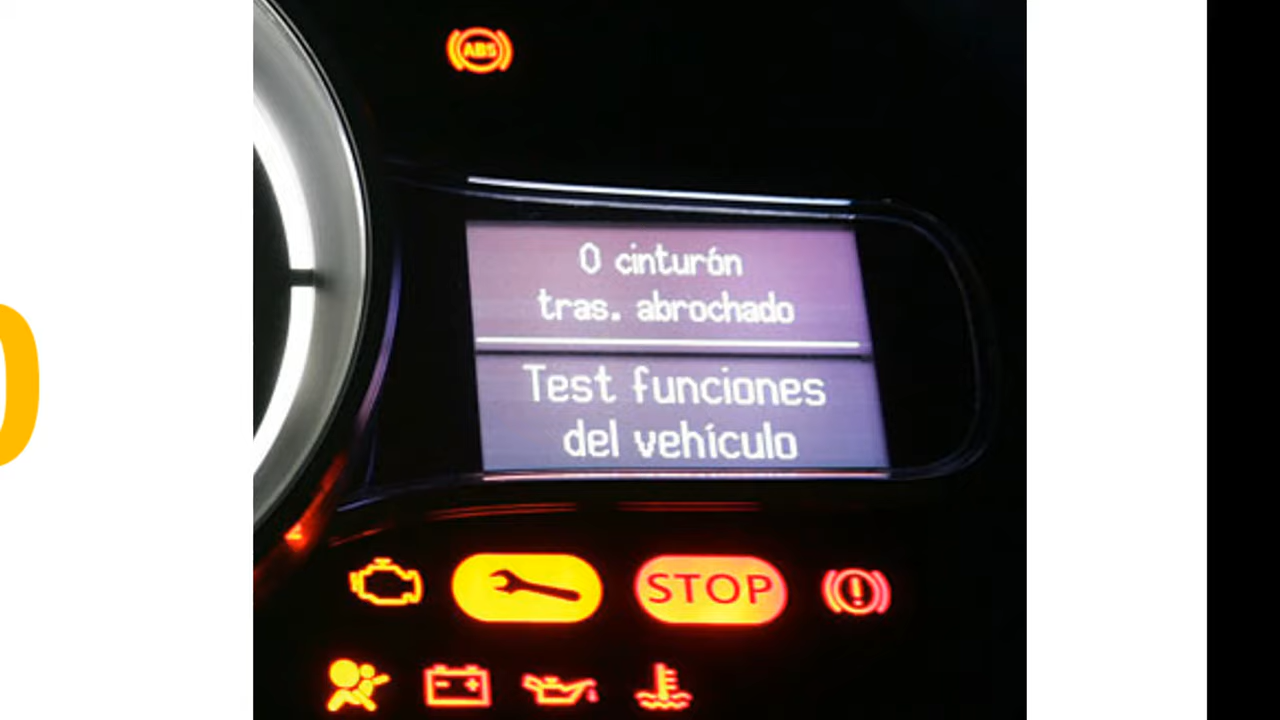 ABS
0 cinturón
tras. abrochado
Test funciones
del vehículo
STOP